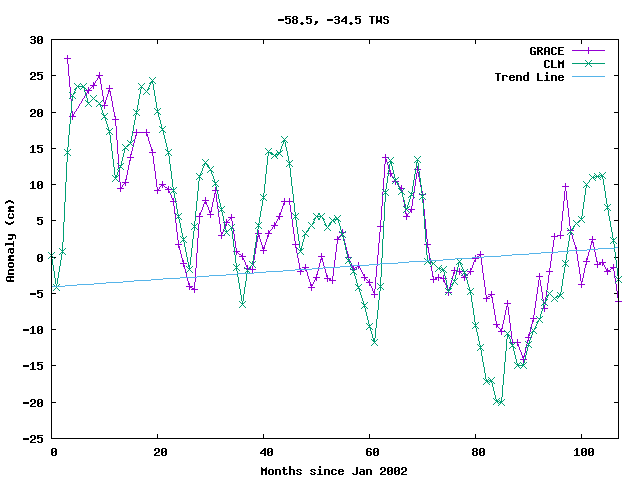 -58.5, -34.5 TWS
GRACE
CLM
Trend Line
30
25
20
15
10
5
0
-5
-10
-15
-20
-25
Anomaly (cm)
0 20 40 60 80 100
Months since Jan 2002